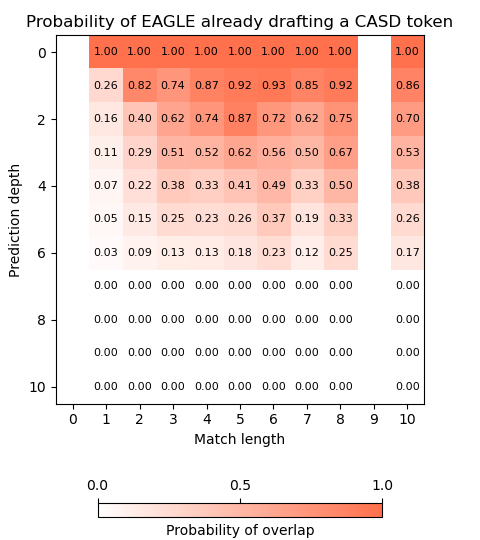 Probability of EAGLE already drafting a CASD token
0 1.00 1.00 1.00 1.00 1.00 1.00 1.00 1.00 1.00
0.26 0.82 0.74 0.87 0.92 0.93 0.85 0.92 0.86
2 0.16 0.40 0.62 0.74 0.87 0.72 0.62 0.75 0.70
0.11 0.29 0.51 0.52 0.62 0.56 0.50 0.67 0.53
4 0.07 0.22 0.38 0.33 0.41 0.49 0.33 0.50 0.38
0.05 0.15 0.25 0.23 0.26 0.37 0.19 0.33 0.26
6 0.03 0.09 0.13 0.13 0.18 0.23 0.12 0.25 0.17
0.00 0.00 0.00 0.00 0.00 0.00 0.00 0.00 0.00
8 0.00 0.00 0.00 0.00 0.00 0.00 0.00 0.00 0.00
0.00 0.00 0.00 0.00 0.00 0.00 0.00 0.00 0.00
10 0.00 0.00 0.00 0.00 0.00 0.00 0.00 0.00 0.00
Prediction depth
0 1 2 3 4 5 6 7 8 9 10
Match length
0.0 0.5 1.0
Probability of overlap